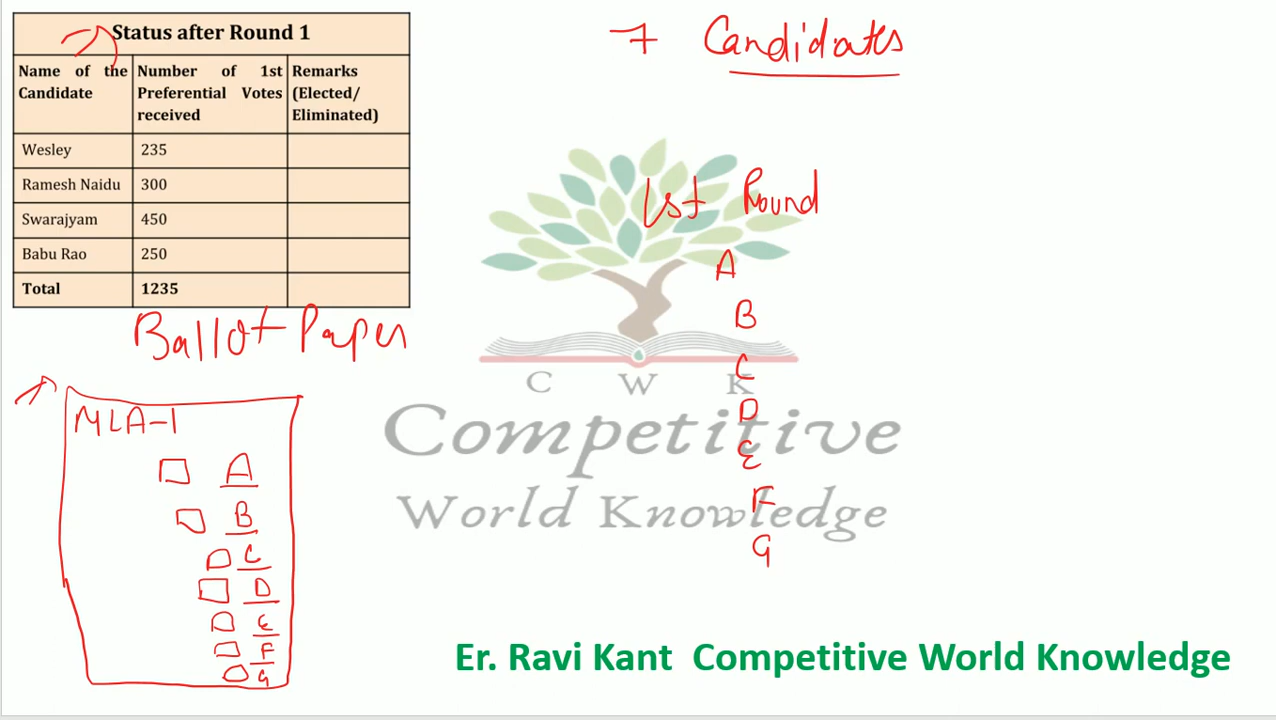 Status after Round 1
Name of the Candidate
Number of 1st Preferential Votes received
Remarks (Elected/ Eliminated)
Wesley 235
Ramesh Naidu 300
Swarajyam 450
Babu Rao 250
Total 1235
7 Candidates
1st Round
A
B
C
D
E
F
G
Ballot Paper
MLA-1
A
B
C
D
E
F
G
C W K
Competitive
World Knowledge
Er. Ravi Kant Competitive World Knowledge